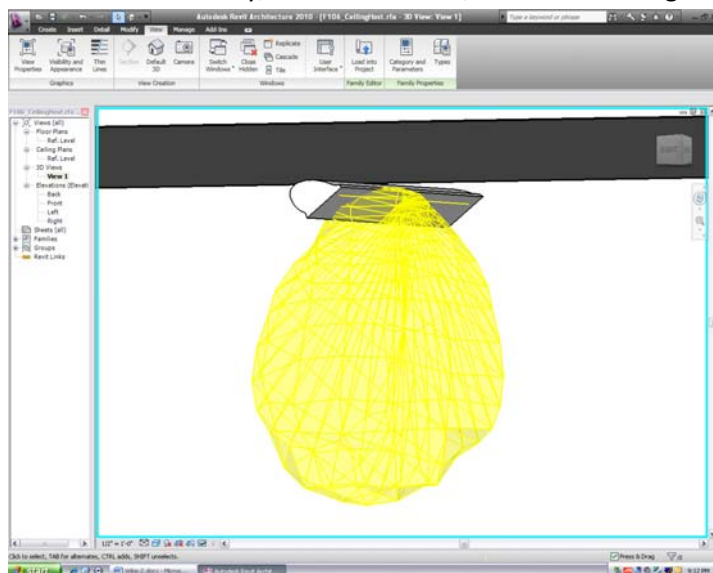 Autodesk Revit Architecture 2010 - [F106_CeilingHost.rfa - 3D View: View 1]
Type a keyword or phrase
Create Insert Detail Modify View Manage Add-Ins
View Properties
Visibility and Appearance
Thin Lines
Section
Default 3D
Camera
Switch Windows
Close Hidden
Replicate
Cascade
Tile
User Interface
Load into Project
Category and Parameters
Types
Graphics
View Creation
Windows
Family Editor
Family Properties
Views (all)
Floor Plans
Ref. Level
Ceiling Plans
Ref. Level
3D Views
View 1
Elevations (Elevati
Back
Front
Left
Right
Sheets (all)
Families
Groups
Revit Links
1/2" = 1'-0"
Click to select, TAB for alternates, CTRL adds, SHIFT unselects.
Press & Drag
9:12 PM